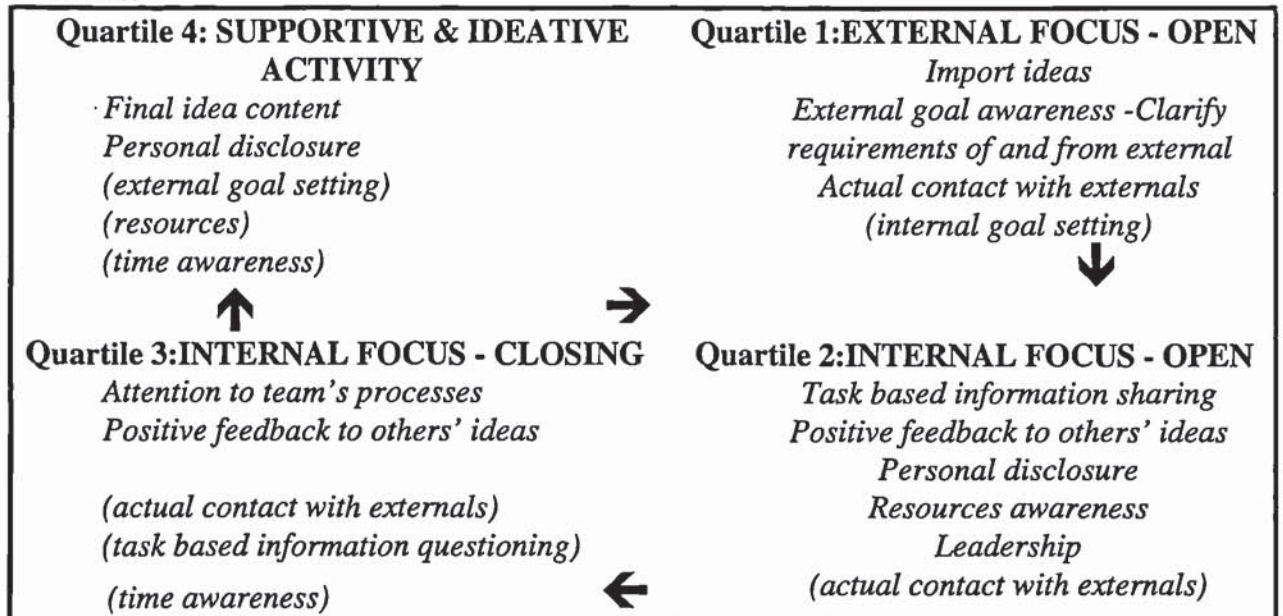 Quartile 4: SUPPORTIVE & IDEATIVE
ACTIVITY
Final idea content
Personal disclosure
(external goal setting)
(resources)
(time awareness)
Quartile 1:EXTERNAL FOCUS - OPEN
Import ideas
External goal awareness -Clarify
requirements of and from external
Actual contact with externals
(internal goal setting)
Quartile 3:INTERNAL FOCUS - CLOSING
Attention to team's processes
Positive feedback to others' ideas
(actual contact with externals)
(task based information questioning)
(time awareness)
Quartile 2:INTERNAL FOCUS - OPEN
Task based information sharing
Positive feedback to others' ideas
Personal disclosure
Resources awareness
Leadership
(actual contact with externals)